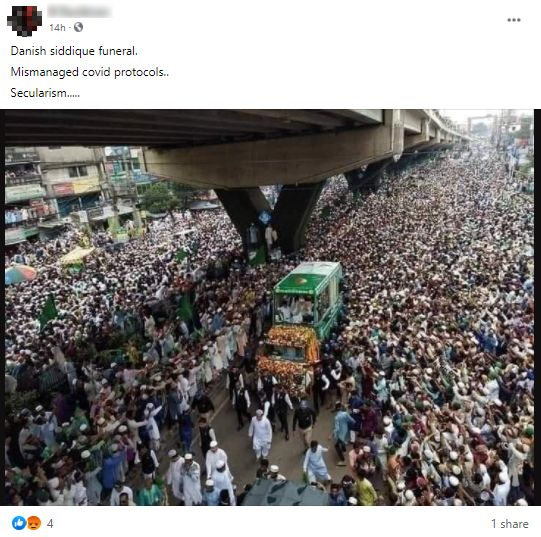 14h ·
Danish siddique funeral.
Mismanaged covid protocols..
Secularism.....
4
1 share